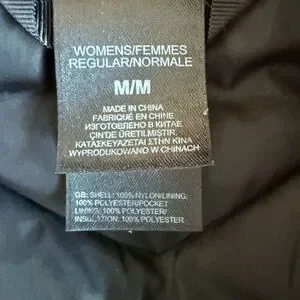 WOMENS/FEMMES
REGULAR/NORMALE
M/M
MADE IN CHINA
FABRIQUÉ EN CHINE
ИЗГОТОВЛЕНО В КИТАЕ
ÇİN'DE ÜRETİLMİŞTİR.
ΚΑΤΑΣΚΕΥΑΖΕΤΑΙ ΣΤΗΝ ΚΙΝΑ
WYPRODUKOWANO W CHINACH
GB: SHELL: 100% NYLON/LINING:
100% POLYESTER/POCKET
LINING: 100% POLYESTER/
INSULATION: 100% POLYESTER